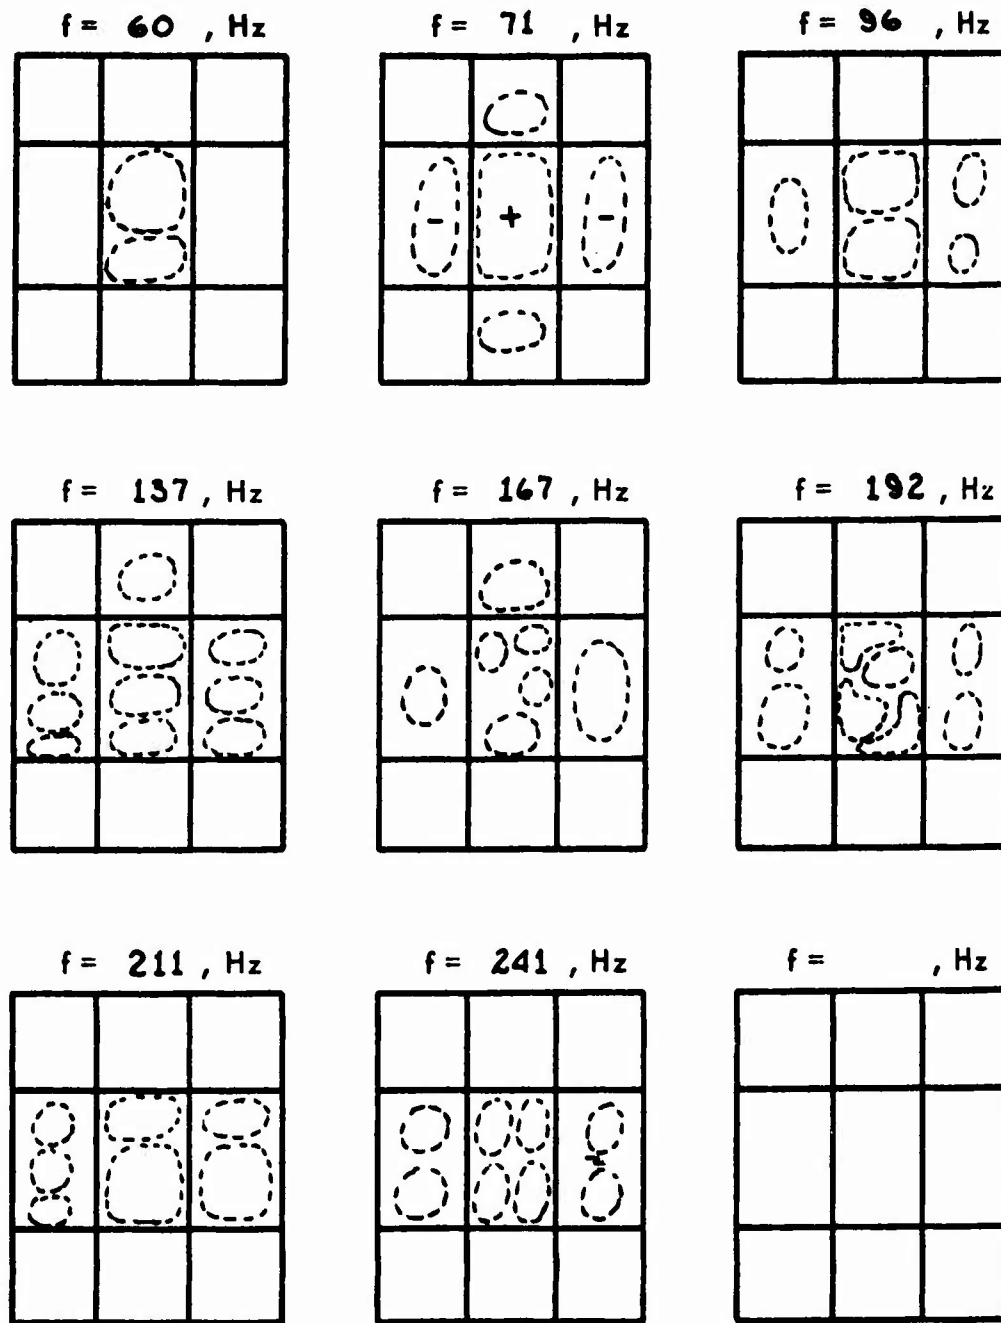 f = 60 , Hz
f = 71 , Hz
f = 96 , Hz
- + -
f = 137 , Hz
f = 167 , Hz
f = 192 , Hz
f = 211 , Hz
f = 241 , Hz
f = , Hz